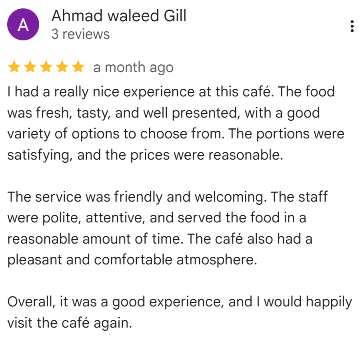 A
Ahmad waleed Gill
3 reviews
a month ago
I had a really nice experience at this café. The food
was fresh, tasty, and well presented, with a good
variety of options to choose from. The portions were
satisfying, and the prices were reasonable.
The service was friendly and welcoming. The staff
were polite, attentive, and served the food in a
reasonable amount of time. The café also had a
pleasant and comfortable atmosphere.
Overall, it was a good experience, and I would happily
visit the café again.